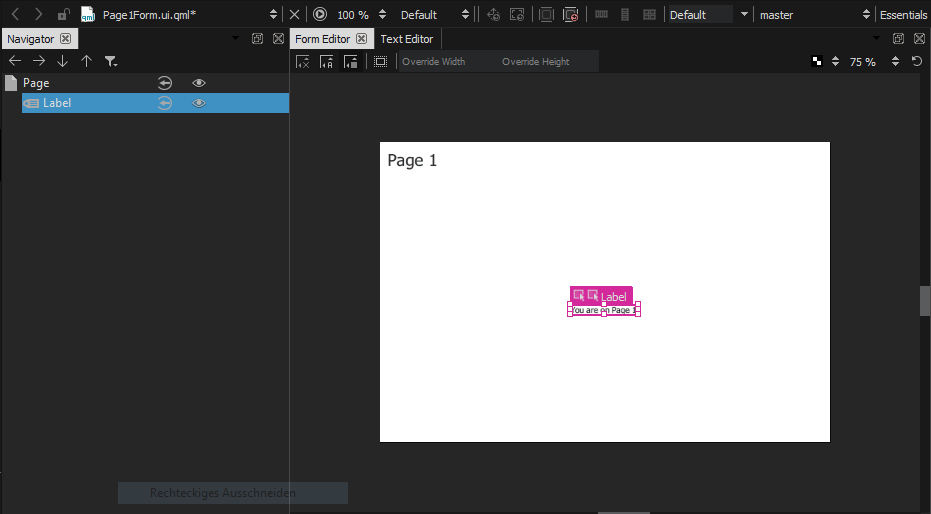 Page1Form.ui.qml*
100 %
Default
Default
master
Essentials
Navigator
Form Editor
Text Editor
Override Width
Override Height
75 %
Page
Label
Page 1
Label
You are on Page 1
Rechteckiges Ausschneiden